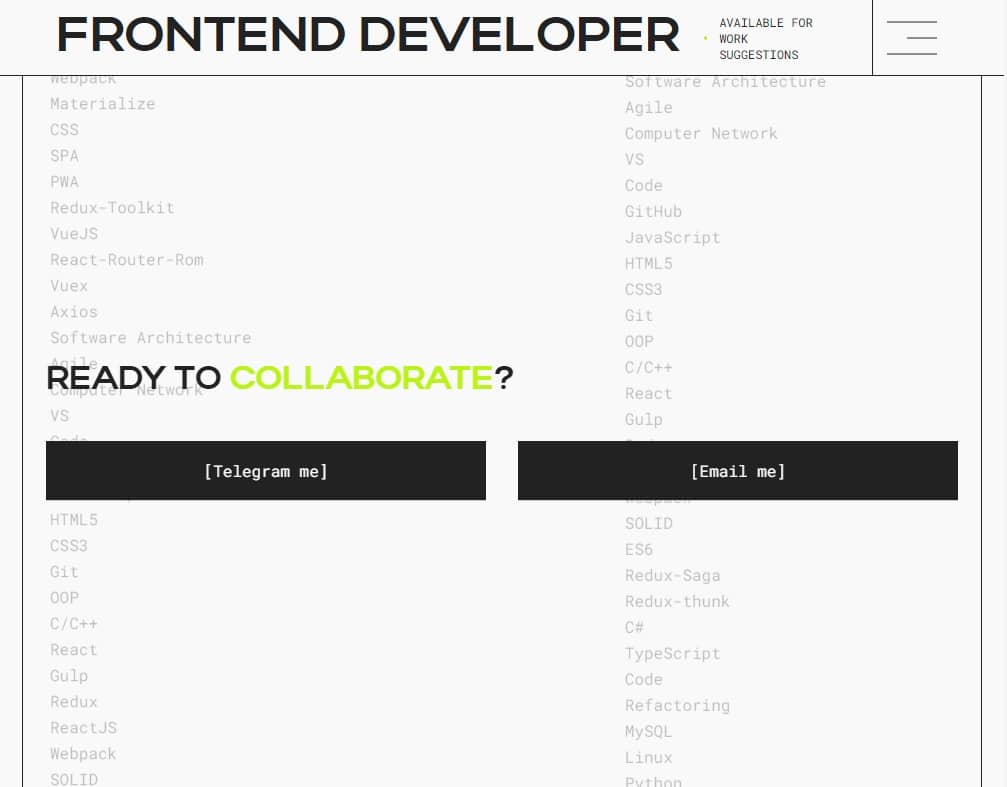 FRONTEND DEVELOPER
AVAILABLE FOR
WORK
SUGGESTIONS
Webpack
Materialize
CSS
SPA
PWA
Redux-Toolkit
VueJS
React-Router-Rom
Vuex
Axios
Software Architecture
Agile
READY TO COLLABORATE?
Computer Network
VS
Code
[Telegram me]
HTML5
CSS3
Git
OOP
C/C++
React
Gulp
Redux
ReactJS
Webpack
SOLID
Software Architecture
Agile
Computer Network
VS
Code
GitHub
JavaScript
HTML5
CSS3
Git
OOP
C/C++
React
Gulp
[Email me]
Webpack
SOLID
ES6
Redux-Saga
Redux-thunk
C#
TypeScript
Code
Refactoring
MySQL
Linux
Python